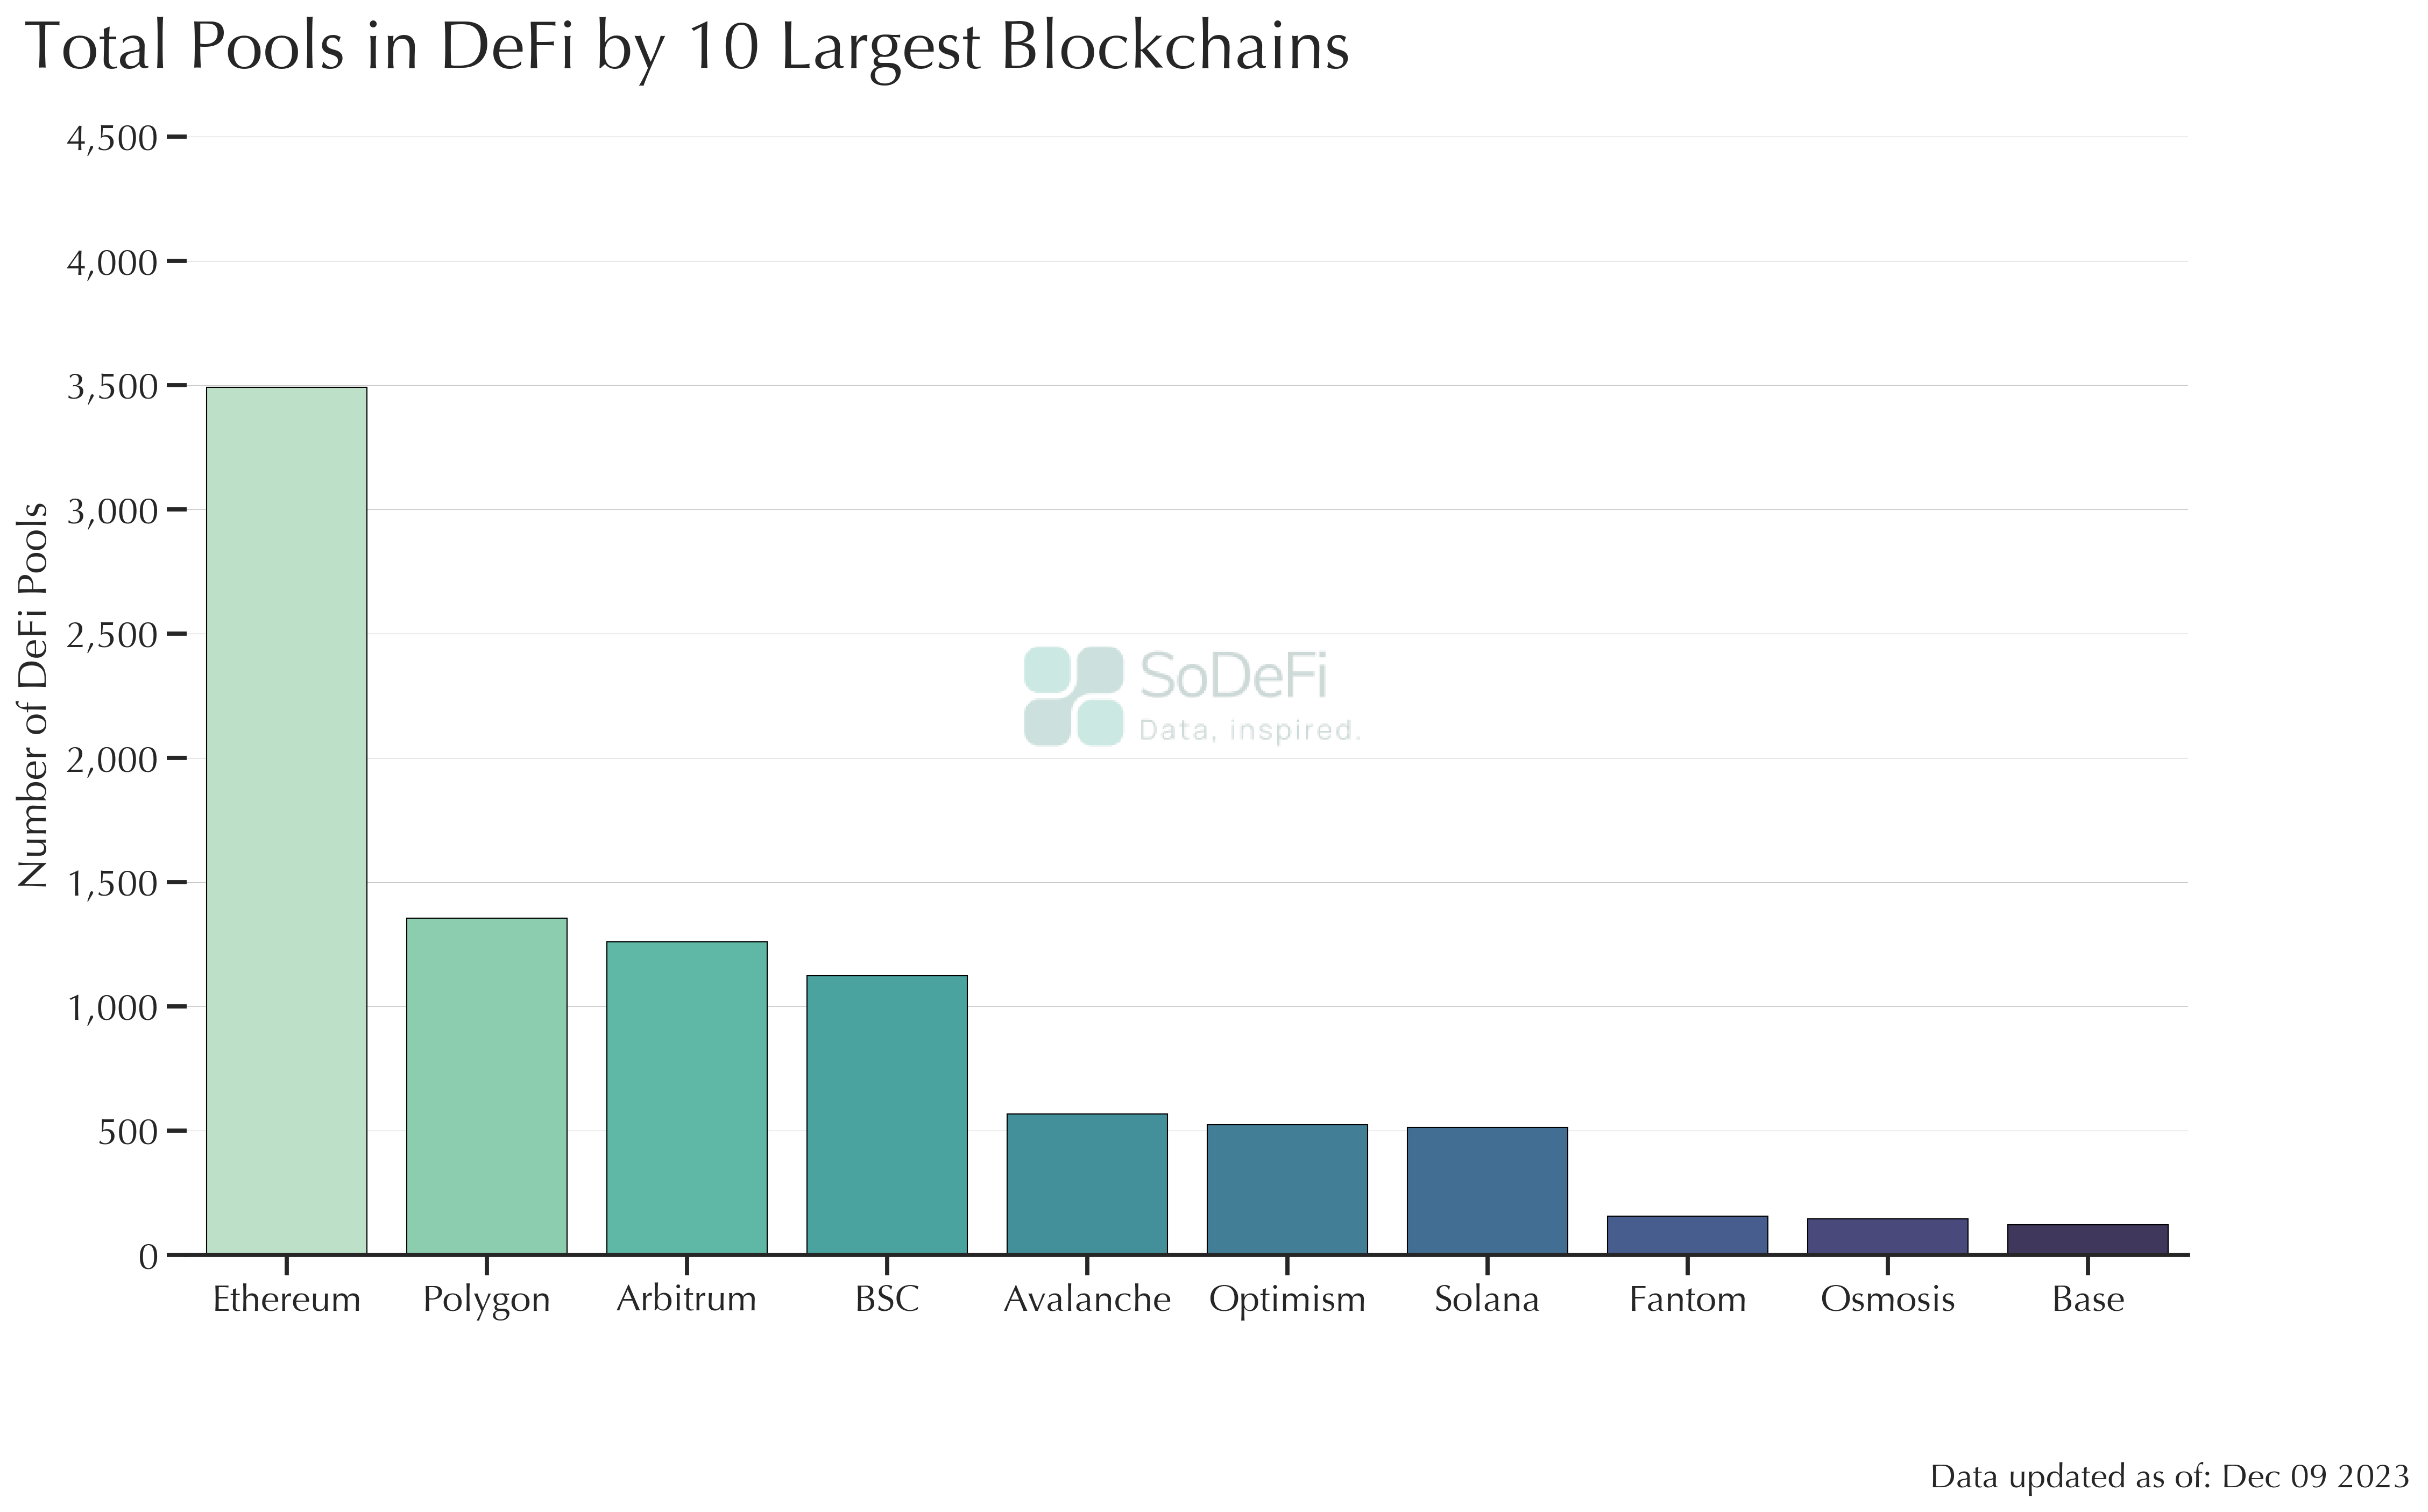 Total Pools in DeFi by 10 Largest Blockchains
Number of DeFi Pools
4,500
4,000
3,500
3,000
2,500
2,000
1,500
1,000
500
0
SoDeFi
Data, inspired.
Ethereum Polygon Arbitrum BSC Avalanche Optimism Solana Fantom Osmosis Base
Data updated as of: Dec 09 2023